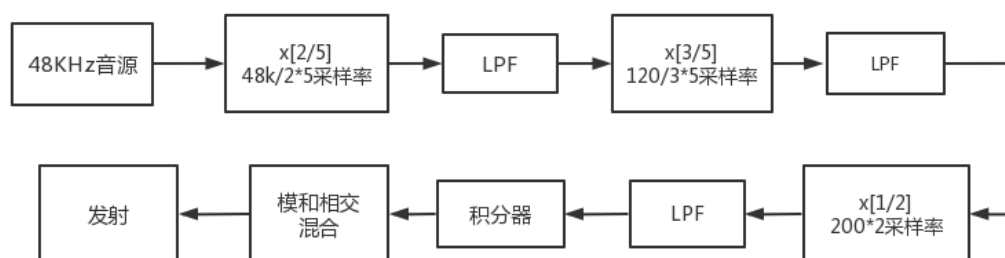 48KHz音源
x[2/5]
48k/2*5采样率
LPF
x[3/5]
120/3*5采样率
LPF
x[1/2]
200*2采样率
LPF
积分器
模和相交
混合
发射